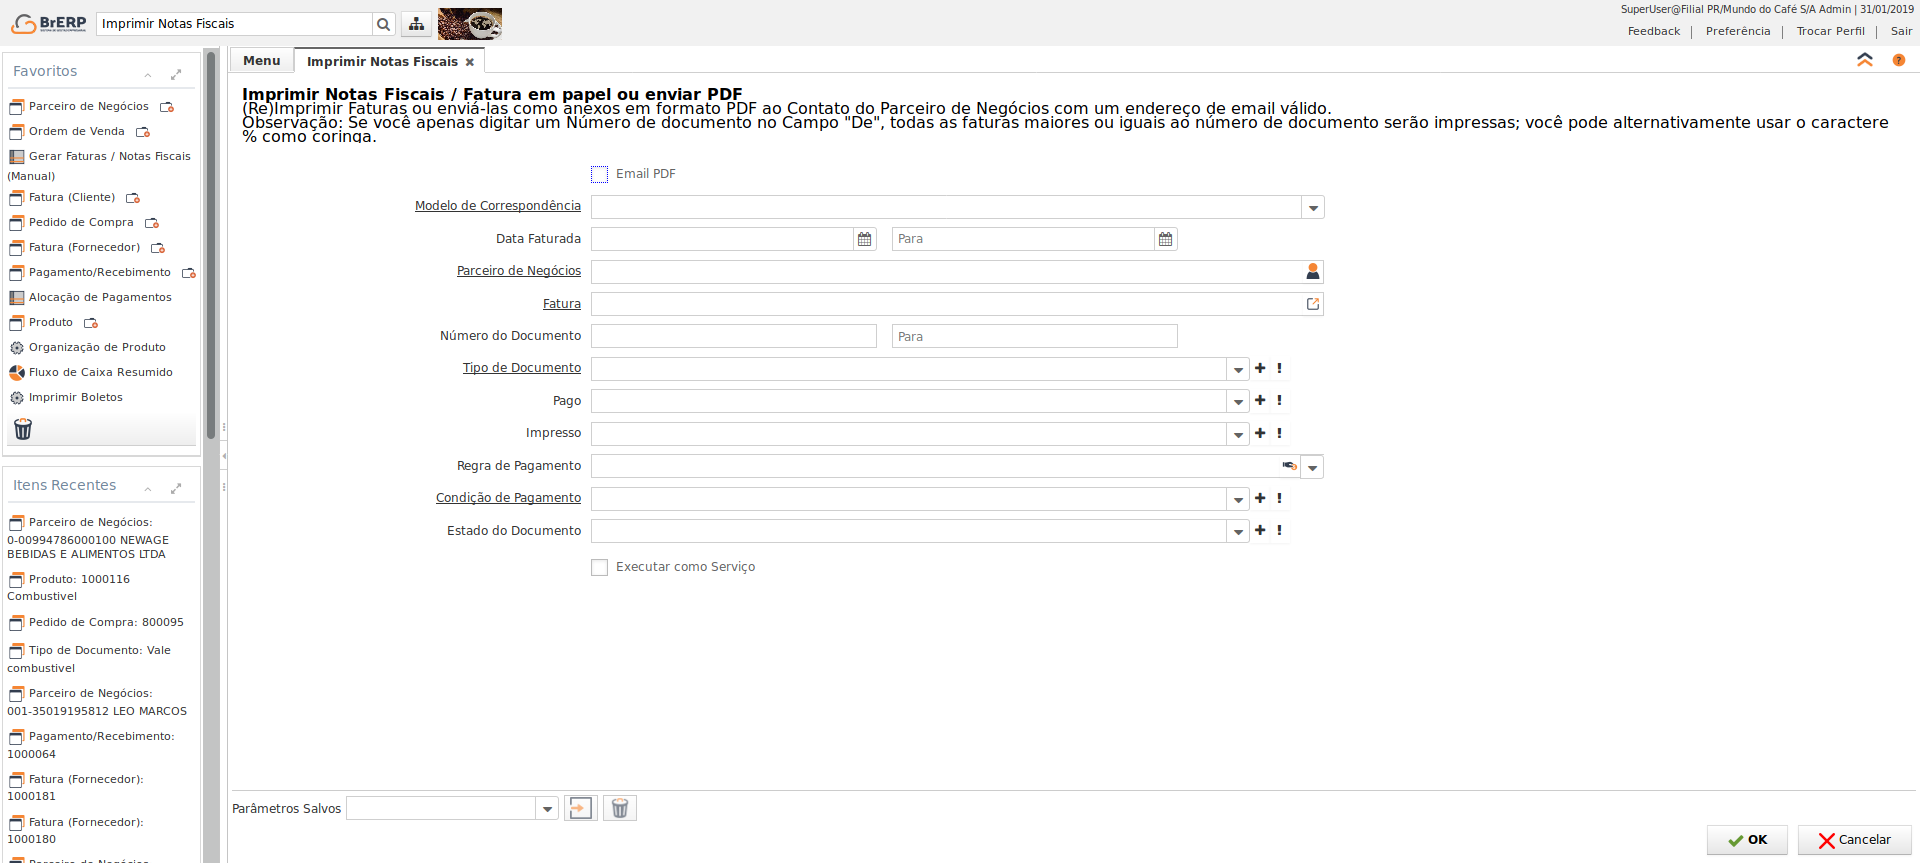 SuperUser@Filial PR/Mundo do Café S/A Admin | 31/01/2019
BrERP
Imprimir Notas Fiscais
Feedback | Preferência | Trocar Perfil | Sair
Favoritos
Parceiro de Negócios
Ordem de Venda
Gerar Faturas / Notas Fiscais
(Manual)
Fatura (Cliente)
Pedido de Compra
Fatura (Fornecedor)
Pagamento/Recebimento
Alocação de Pagamentos
Produto
Organização de Produto
Fluxo de Caixa Resumido
Imprimir Boletos
Itens Recentes
Parceiro de Negócios:
0-00994786000100 NEWAGE
BEBIDAS E ALIMENTOS LTDA
Produto: 1000116
Combustivel
Pedido de Compra: 800095
Tipo de Documento: Vale
combustivel
Parceiro de Negócios:
001-35019195812 LEO MARCOS
Pagamento/Recebimento:
1000064
Fatura (Fornecedor):
1000181
Fatura (Fornecedor):
1000180
Parceiro de Negócios
Menu
Imprimir Notas Fiscais
Imprimir Notas Fiscais / Fatura em papel ou enviar PDF
(Re)Imprimir Faturas ou enviá-las como anexos em formato PDF ao Contato do Parceiro de Negócios com um endereço de email válido.
Observação: Se você apenas digitar um Número de documento no Campo "De", todas as faturas maiores ou iguais ao número de documento serão impressas; você pode alternativamente usar o caractere
% como coringa.
Email PDF
Modelo de Correspondência
Data Faturada Para
Parceiro de Negócios
Fatura
Número do Documento Para
Tipo de Documento
Pago
Impresso
Regra de Pagamento
Condição de Pagamento
Estado do Documento
Executar como Serviço
Parâmetros Salvos
OK Cancelar